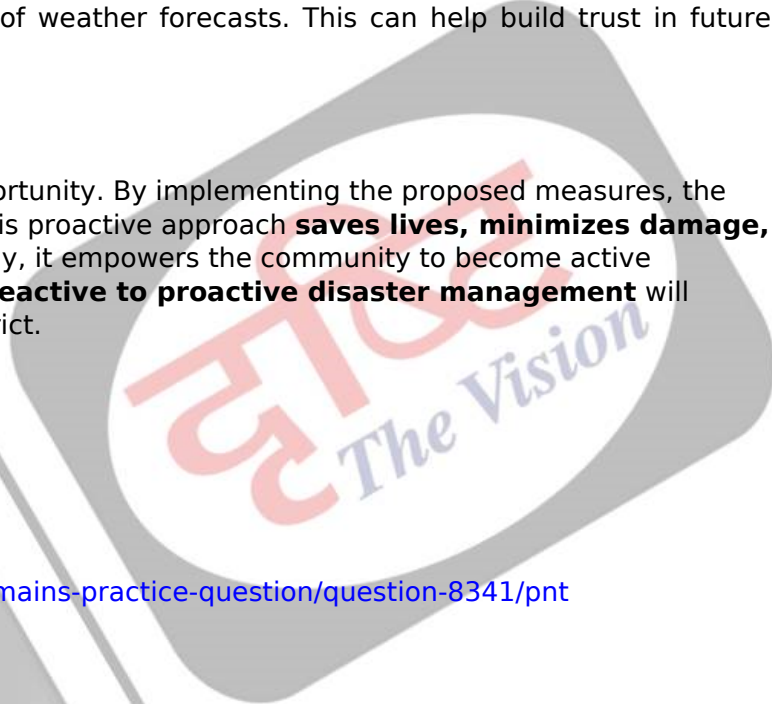 of weather forecasts. This can help build trust in future
ortunity. By implementing the proposed measures, the
is proactive approach saves lives, minimizes damage,
y, it empowers the community to become active
eactive to proactive disaster management will
rict.
दृष्टि
The Vision
mains-practice-question/question-8341/pnt